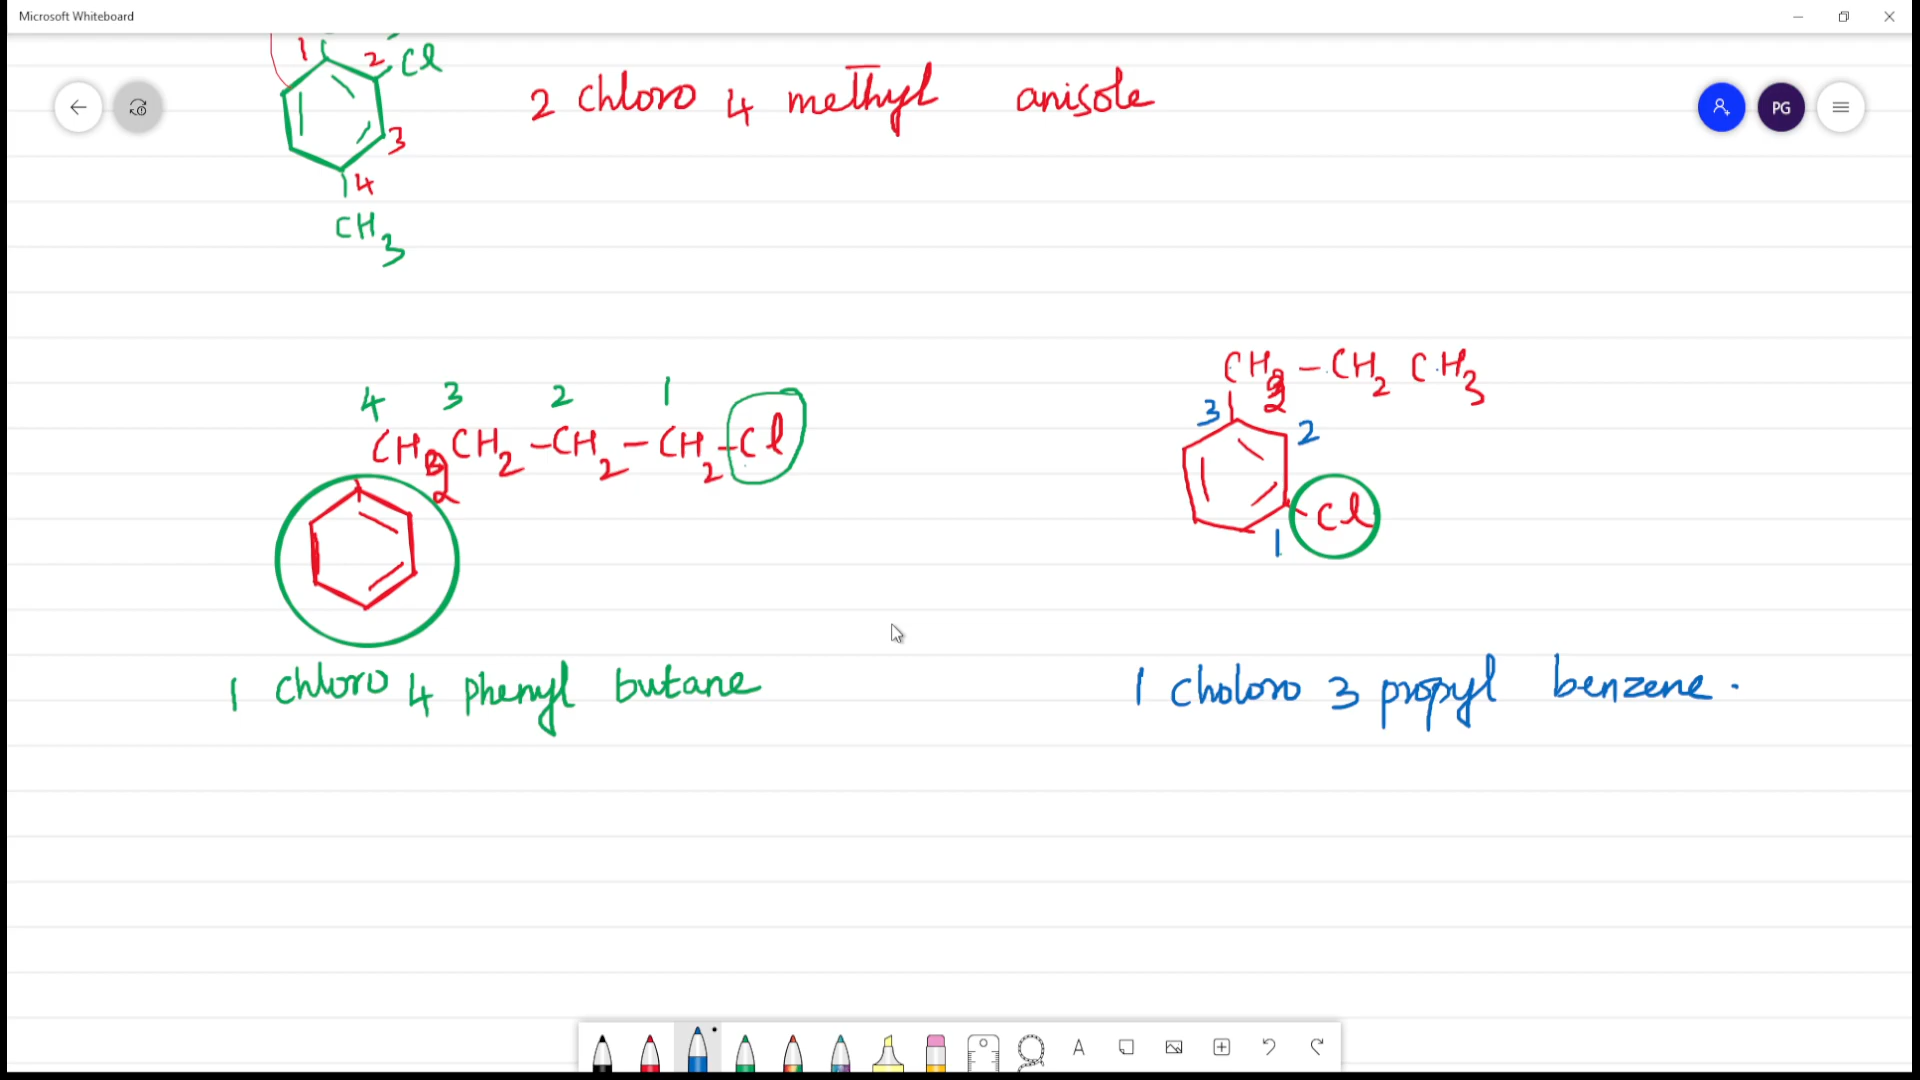 Microsoft Whiteboard
1 2 Cl
2 chloro 4 methyl anisole
PG
3
4
CH3
CH2 - CH2 CH3
4 3 2 1
3 2
CH2 CH2 - CH2 - CH2 - Cl
Cl
1
1 chloro 4 phenyl butane
1 choloro 3 propyl benzene.
A